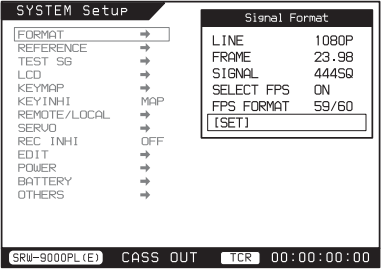 SYSTEM Setup
FORMAT ➡
REFERENCE ➡
TEST SG ➡
LCD ➡
KEYMAP ➡
KEYINHI MAP
REMOTE/LOCAL ➡
SERVO ➡
REC INHI OFF
EDIT ➡
POWER ➡
BATTERY ➡
OTHERS ➡
Signal Format
LINE 1080P
FRAME 23.98
SIGNAL 444SQ
SELECT FPS ON
FPS FORMAT 59/60
[SET]
SRW-9000PL(E) CASS OUT TCR 00:00:00:00